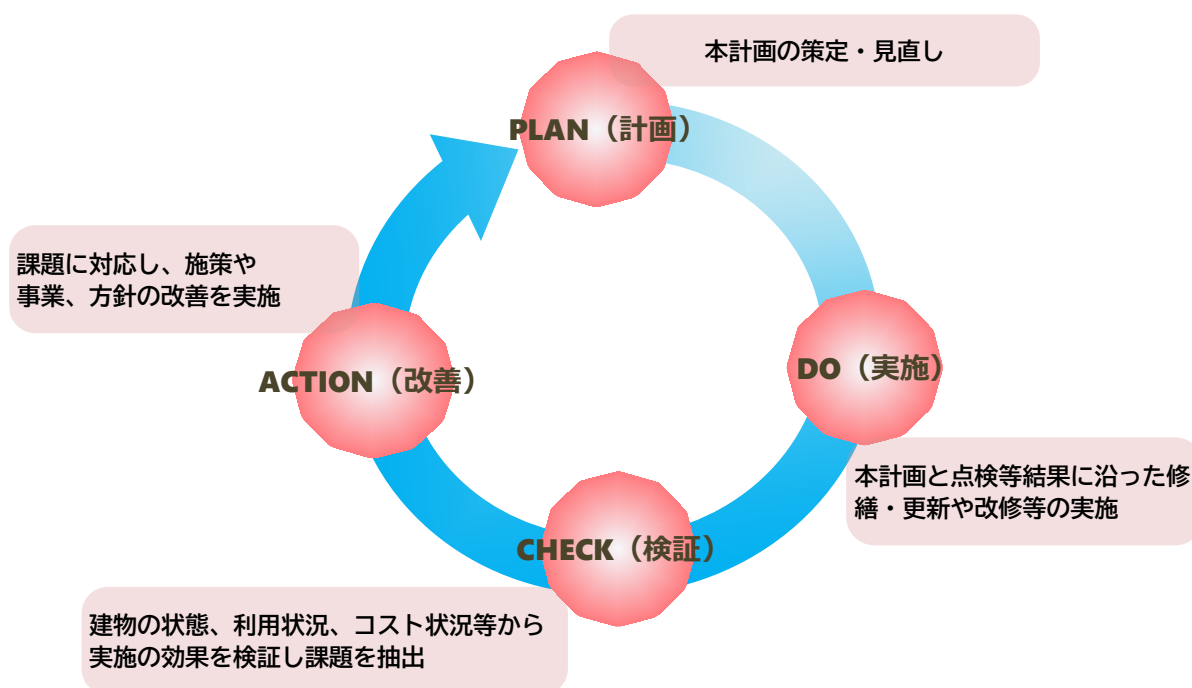 本計画の策定・見直し
PLAN（計画）
課題に対応し、施策や
事業、方針の改善を実施
DO（実施）
ACTION（改善）
本計画と点検等結果に沿った修
繕・更新や改修等の実施
CHECK（検証）
建物の状態、利用状況、コスト状況等から
実施の効果を検証し課題を抽出